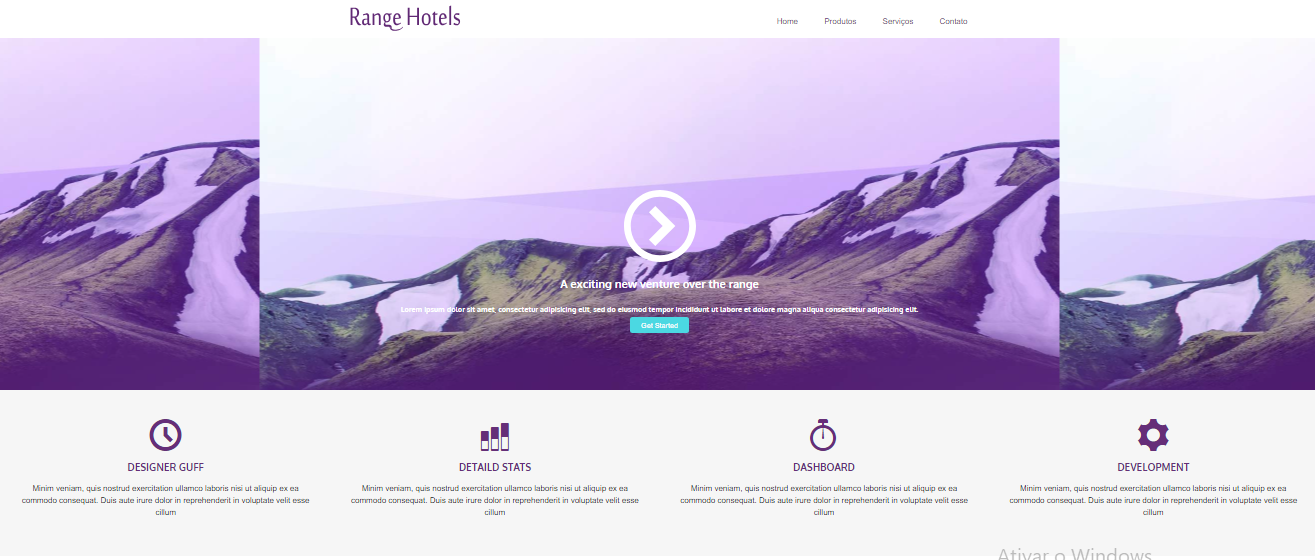 Range Hotels
Home Produtos Serviços Contato
A exciting new venture over the range
Lorem ipsum dolor sit amet, consectetur adipisicing elit, sed do eiusmod tempor incididunt ut labore et dolore magna aliqua consectetur adipisicing elit.
Get Started
DESIGNER GUFF
Minim veniam, quis nostrud exercitation ullamco laboris nisi ut aliquip ex ea
commodo consequat. Duis aute irure dolor in reprehenderit in voluptate velit esse
cillum
DETAILD STATS
Minim veniam, quis nostrud exercitation ullamco laboris nisi ut aliquip ex ea
commodo consequat. Duis aute irure dolor in reprehenderit in voluptate velit esse
cillum
DASHBOARD
Minim veniam, quis nostrud exercitation ullamco laboris nisi ut aliquip ex ea
commodo consequat. Duis aute irure dolor in reprehenderit in voluptate velit esse
cillum
DEVELOPMENT
Minim veniam, quis nostrud exercitation ullamco laboris nisi ut aliquip ex ea
commodo consequat. Duis aute irure dolor in reprehenderit in voluptate velit esse
cillum
Ativar o Windows